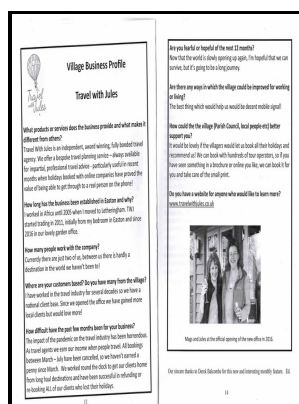 Travel with Jules
Village Business Profile
Travel with Jules
What products or services does the business provide and what makes it
different from others?
Travel With Jules is an independent, award winning, fully bonded travel
agency. We offer a bespoke travel planning service – always available
for impartial, professional travel advice - particularly useful in recent
months when holidays booked with online companies have proved the
value of being able to get through to a real person on the phone!
How long has the business been established in Easton and why?
I worked in Africa until 2005 when I moved to Letheringham. TWJ
started trading in 2011, initially from my bedroom in Easton and since
2016 in our lovely garden office.
How many people work with the company?
Currently there are just two of us, between us there is hardly a
destination in the world we haven't been to!
Where are your customers based? Do you have many from the village?
I have worked in the travel industry for several decades so we have a
national client base. Since we opened the office we have gained more
local clients but would love more!
How difficult have the past few months been for your business?
The impact of the pandemic on the travel industry has been horrendous.
As travel agents we earn our income when people travel. All bookings
between March – July have been cancelled, so we haven't earned a
penny since March. We worked round the clock to get our clients home
from long haul destinations and have been successful in refunding or
re-booking ALL of our clients who lost their holidays.
13
Are you fearful or hopeful of the next 12 months?
Now that the world is slowly opening up again, I'm hopeful that we can
survive, but it's going to be a long journey.
Are there any ways in which the village could be improved for working
or living?
The best thing which would help us would be decent mobile signal!
How could the the village (Parish Council, local people etc) better
support you?
It would be lovely if the villagers would let us book all their holidays and
recommend us! We can book with hundreds of tour operators, so if you
have seen something in a brochure or online you like, we can book it for
you and take care of the small print.
Do you have a website for anyone who would like to learn more?
www.travelwithjules.co.uk
Mags and Jules at the official opening of the new office in 2016.
Our sincere thanks to Derek Balcombe for this new and interesting monthly feature. Ed.
14